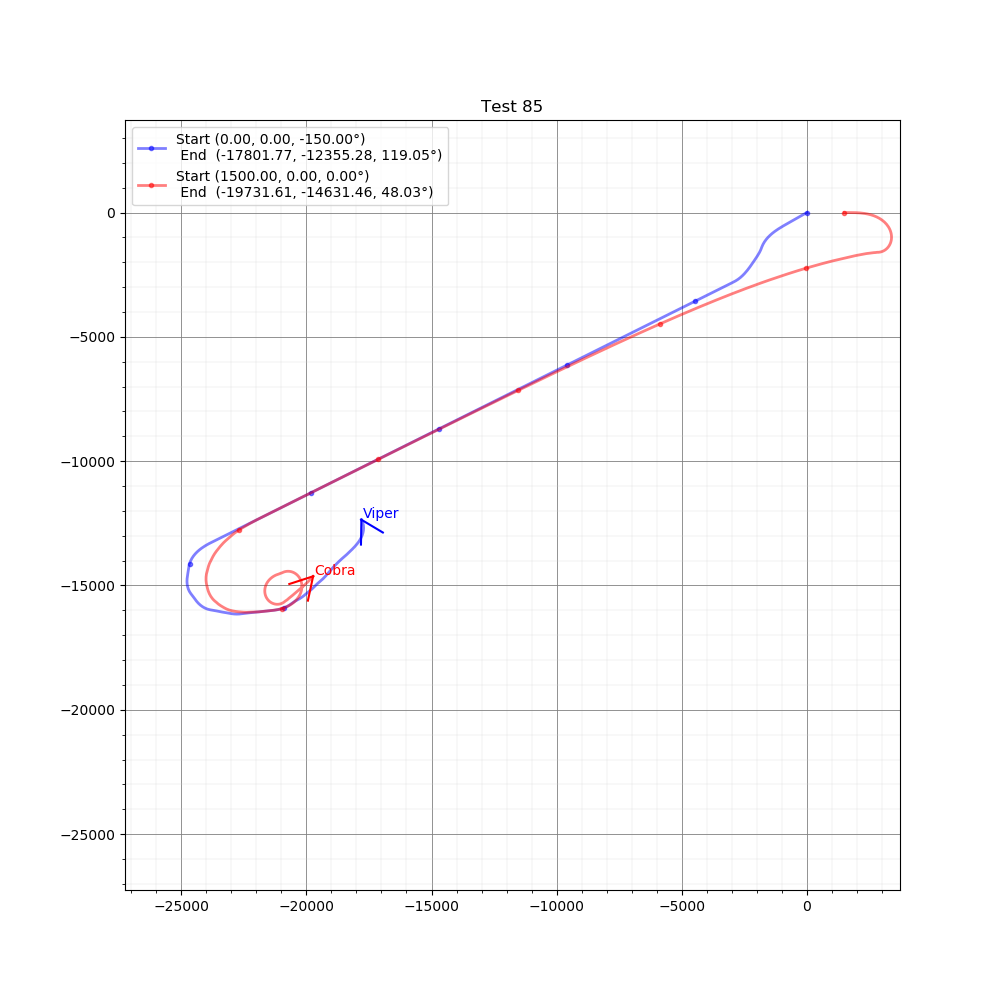 Test 85
Start (0.00, 0.00, -150.00°)
End  (-17801.77, -12355.28, 119.05°)
Start (1500.00, 0.00, 0.00°)
End  (-19731.61, -14631.46, 48.03°)
0
−5000
−10000
−15000
−20000
−25000
Viper
Cobra
−25000
−20000
−15000
−10000
−5000
0